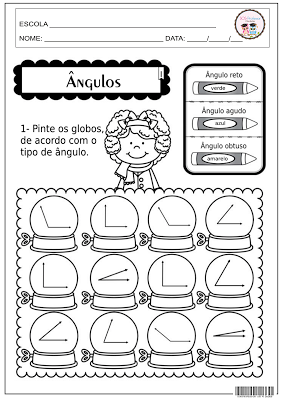 ESCOLA
NOME: DATA: / /
Ângulos
Ângulo reto
verde
Ângulo agudo
azul
Ângulo obtuso
amarelo
1- Pinte os globos,
de acordo com o
tipo de ângulo.